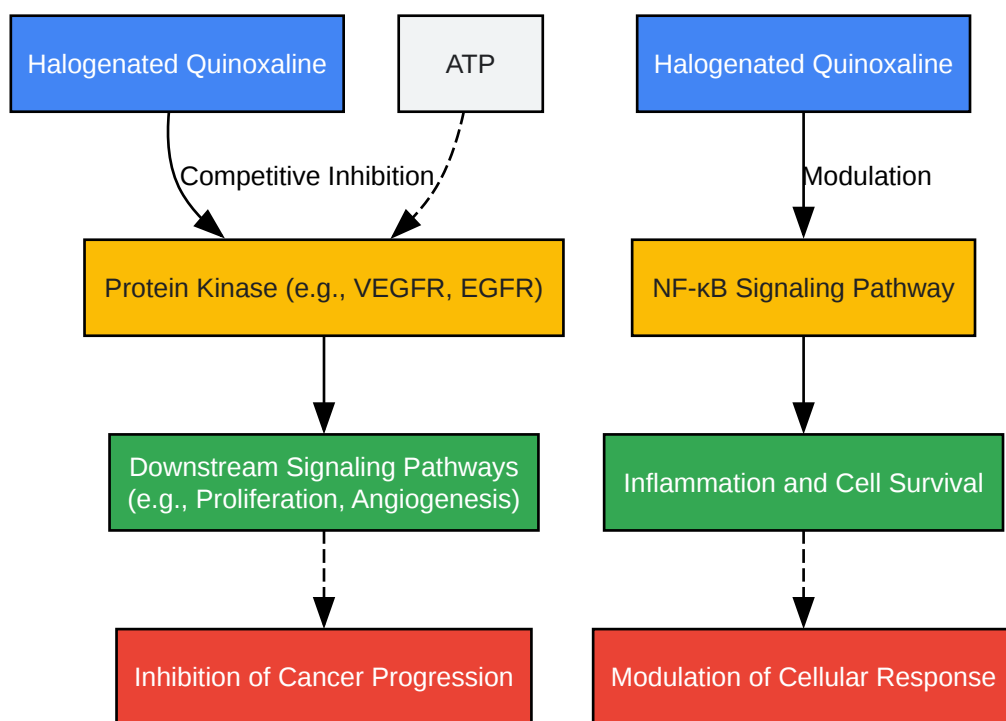 Halogenated Quinoxaline
ATP
Halogenated Quinoxaline
Competitive Inhibition
Modulation
Protein Kinase (e.g., VEGFR, EGFR)
NF-κB Signaling Pathway
Downstream Signaling Pathways
(e.g., Proliferation, Angiogenesis)
Inflammation and Cell Survival
Inhibition of Cancer Progression
Modulation of Cellular Response